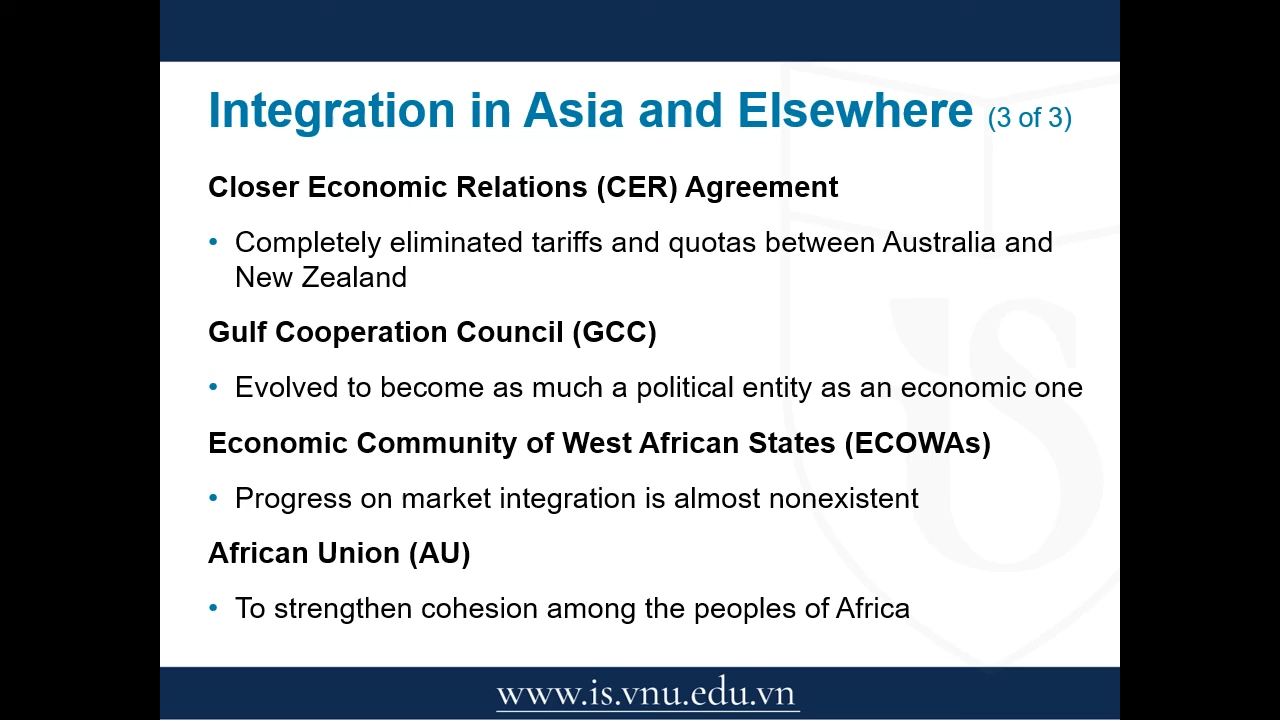 Integration in Asia and Elsewhere (3 of 3)
Closer Economic Relations (CER) Agreement
• Completely eliminated tariffs and quotas between Australia and
New Zealand
Gulf Cooperation Council (GCC)
• Evolved to become as much a political entity as an economic one
Economic Community of West African States (ECOWAs)
• Progress on market integration is almost nonexistent
African Union (AU)
• To strengthen cohesion among the peoples of Africa
www.is.vnu.edu.vn